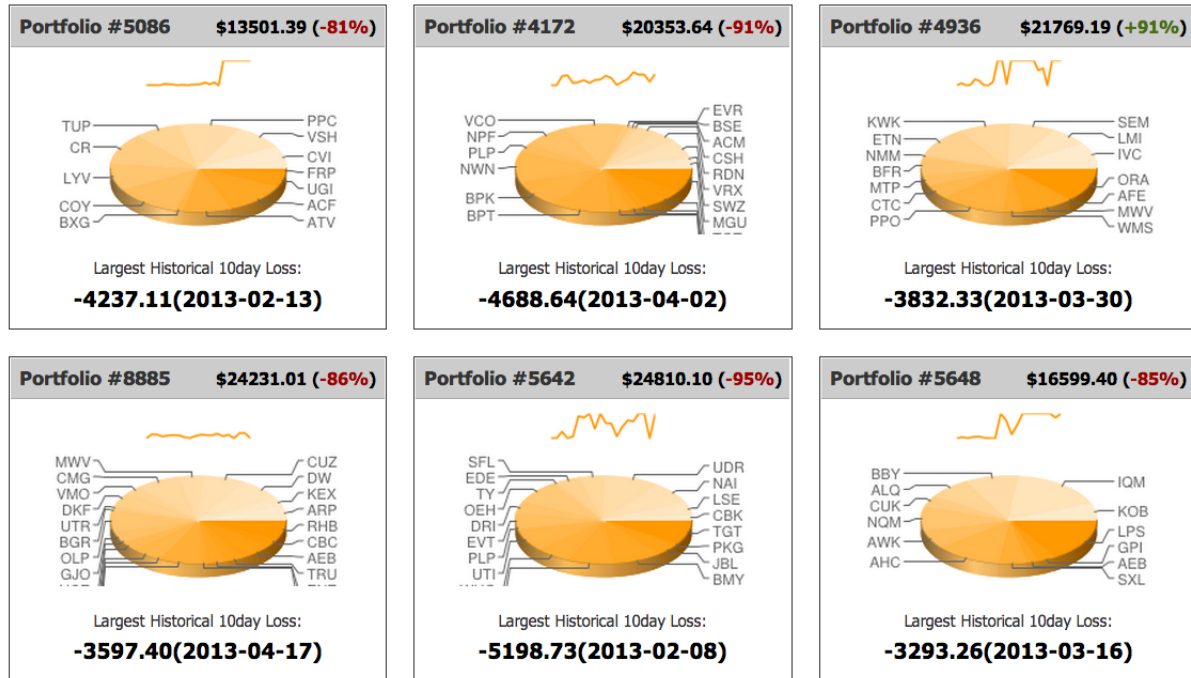 Portfolio #5086 $13501.39 (-81%)
TUP
CR
LYV
COY
BXG
PPC
VSH
CVI
FRP
UGI
ACF
ATV
Largest Historical 10day Loss:
-4237.11(2013-02-13)
Portfolio #4172 $20353.64 (-91%)
VCO
NPF
PLP
NWN
BPK
BPT
EVR
BSE
ACM
CSH
RDN
VRX
SWZ
MGU
Largest Historical 10day Loss:
-4688.64(2013-04-02)
Portfolio #4936 $21769.19 (+91%)
KWK
ETN
NMM
BFR
MTP
CTC
PPO
SEM
LMI
IVC
ORA
AFE
MWV
WMS
Largest Historical 10day Loss:
-3832.33(2013-03-30)
Portfolio #8885 $24231.01 (-86%)
MWV
CMG
VMO
DKF
UTR
BGR
OLP
GJO
CUZ
DW
KEX
ARP
RHB
CBC
AEB
TRU
Largest Historical 10day Loss:
-3597.40(2013-04-17)
Portfolio #5642 $24810.10 (-95%)
SFL
EDE
TY
OEH
DRI
EVT
PLP
UTI
UDR
NAI
LSE
CBK
TGT
PKG
JBL
BMY
Largest Historical 10day Loss:
-5198.73(2013-02-08)
Portfolio #5648 $16599.40 (-85%)
BBY
ALQ
CUK
NQM
AWK
AHC
IQM
KOB
LPS
GPI
AEB
SXL
Largest Historical 10day Loss:
-3293.26(2013-03-16)